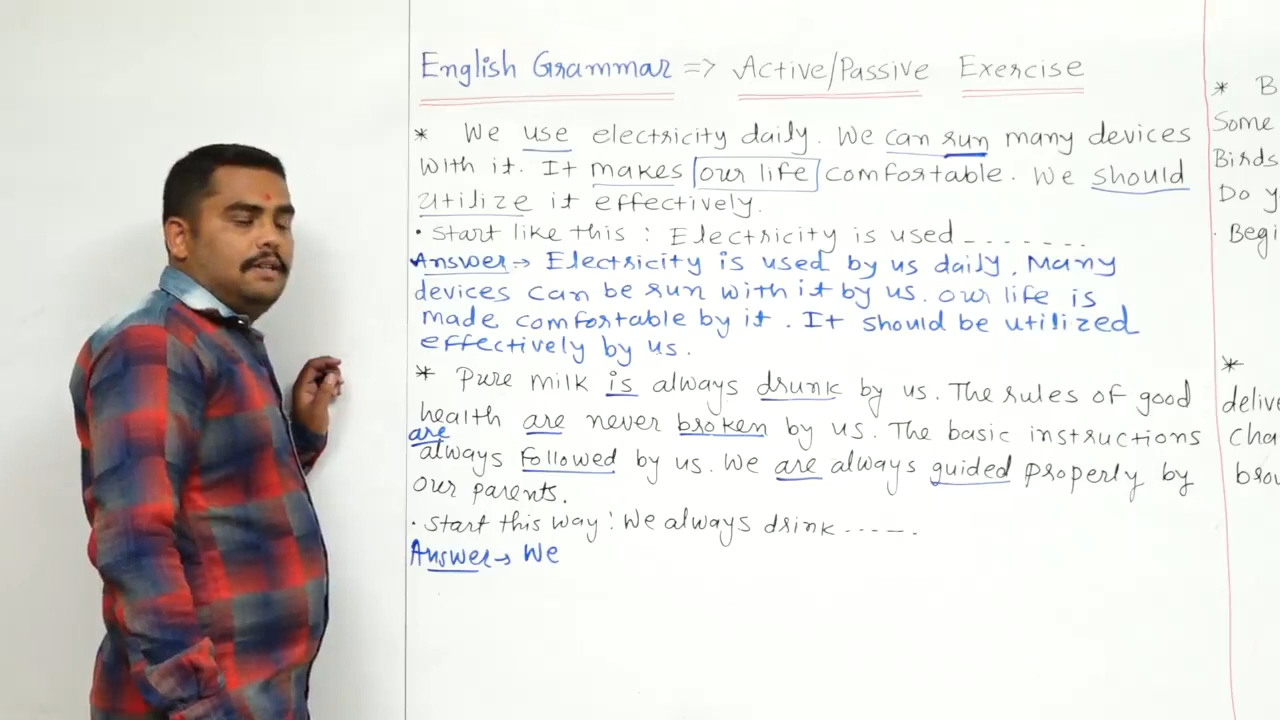 English Grammar => Active/Passive Exercise
* We use electricity daily. We can run many devices
with it. It makes our life comfortable. We should
utilize it effectively.
• Start like this : Electricity is used _ _ _ _ _ _ _.
Answer → Electricity is used by us daily. Many
devices can be run with it by us. Our life is
made comfortable by it. It should be utilized
effectively by us.
* Pure milk is always drunk by us. The rules of good
health are never broken by us. The basic instructions
are
always followed by us. We are always guided properly by
our parents.
• Start this way : We always drink -----.
Answer → We
* B
Some
Birds
Do y
. Begi
*
delive
cha
brow